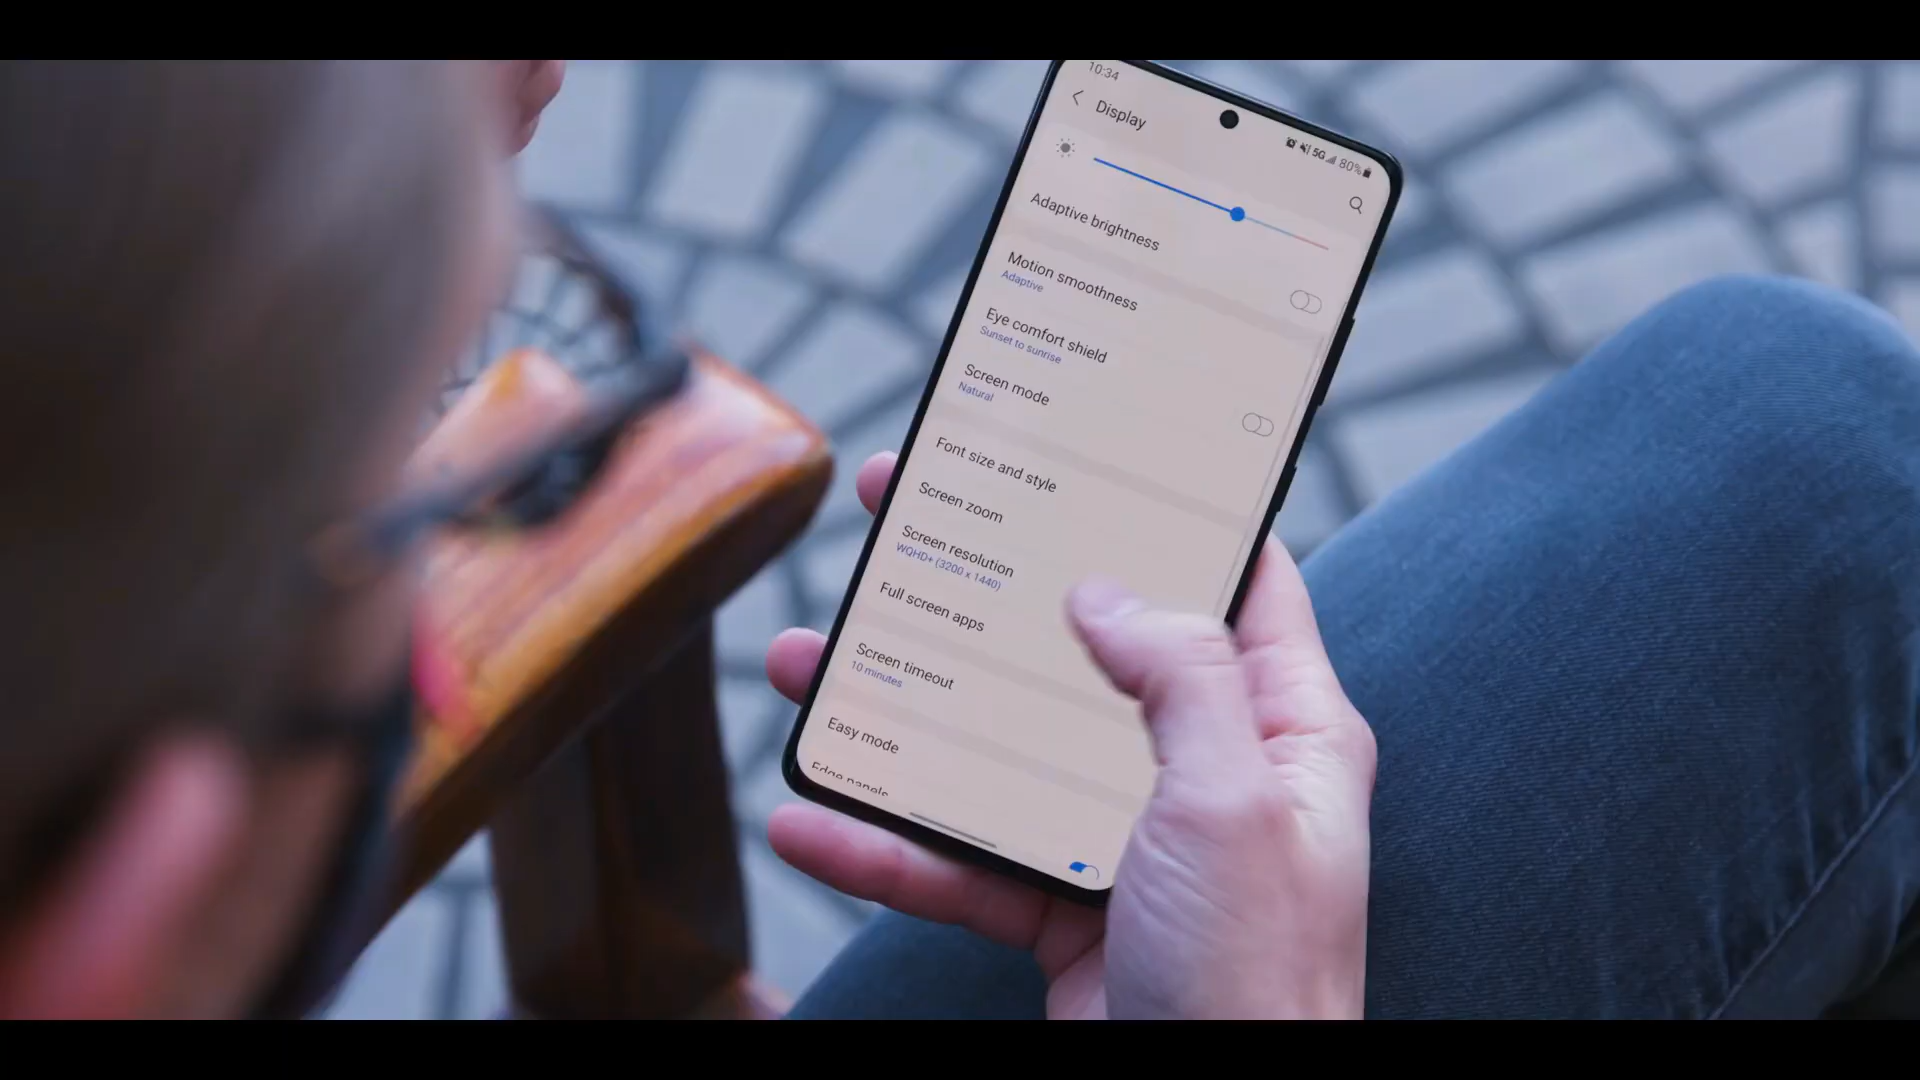 10:34
5G 80%
Display
Adaptive brightness
Motion smoothness
Adaptive
Eye comfort shield
Sunset to sunrise
Screen mode
Natural
Font size and style
Screen zoom
Screen resolution
WQHD+ (3200 x 1440)
Full screen apps
Screen timeout
10 minutes
Easy mode
Edge panels